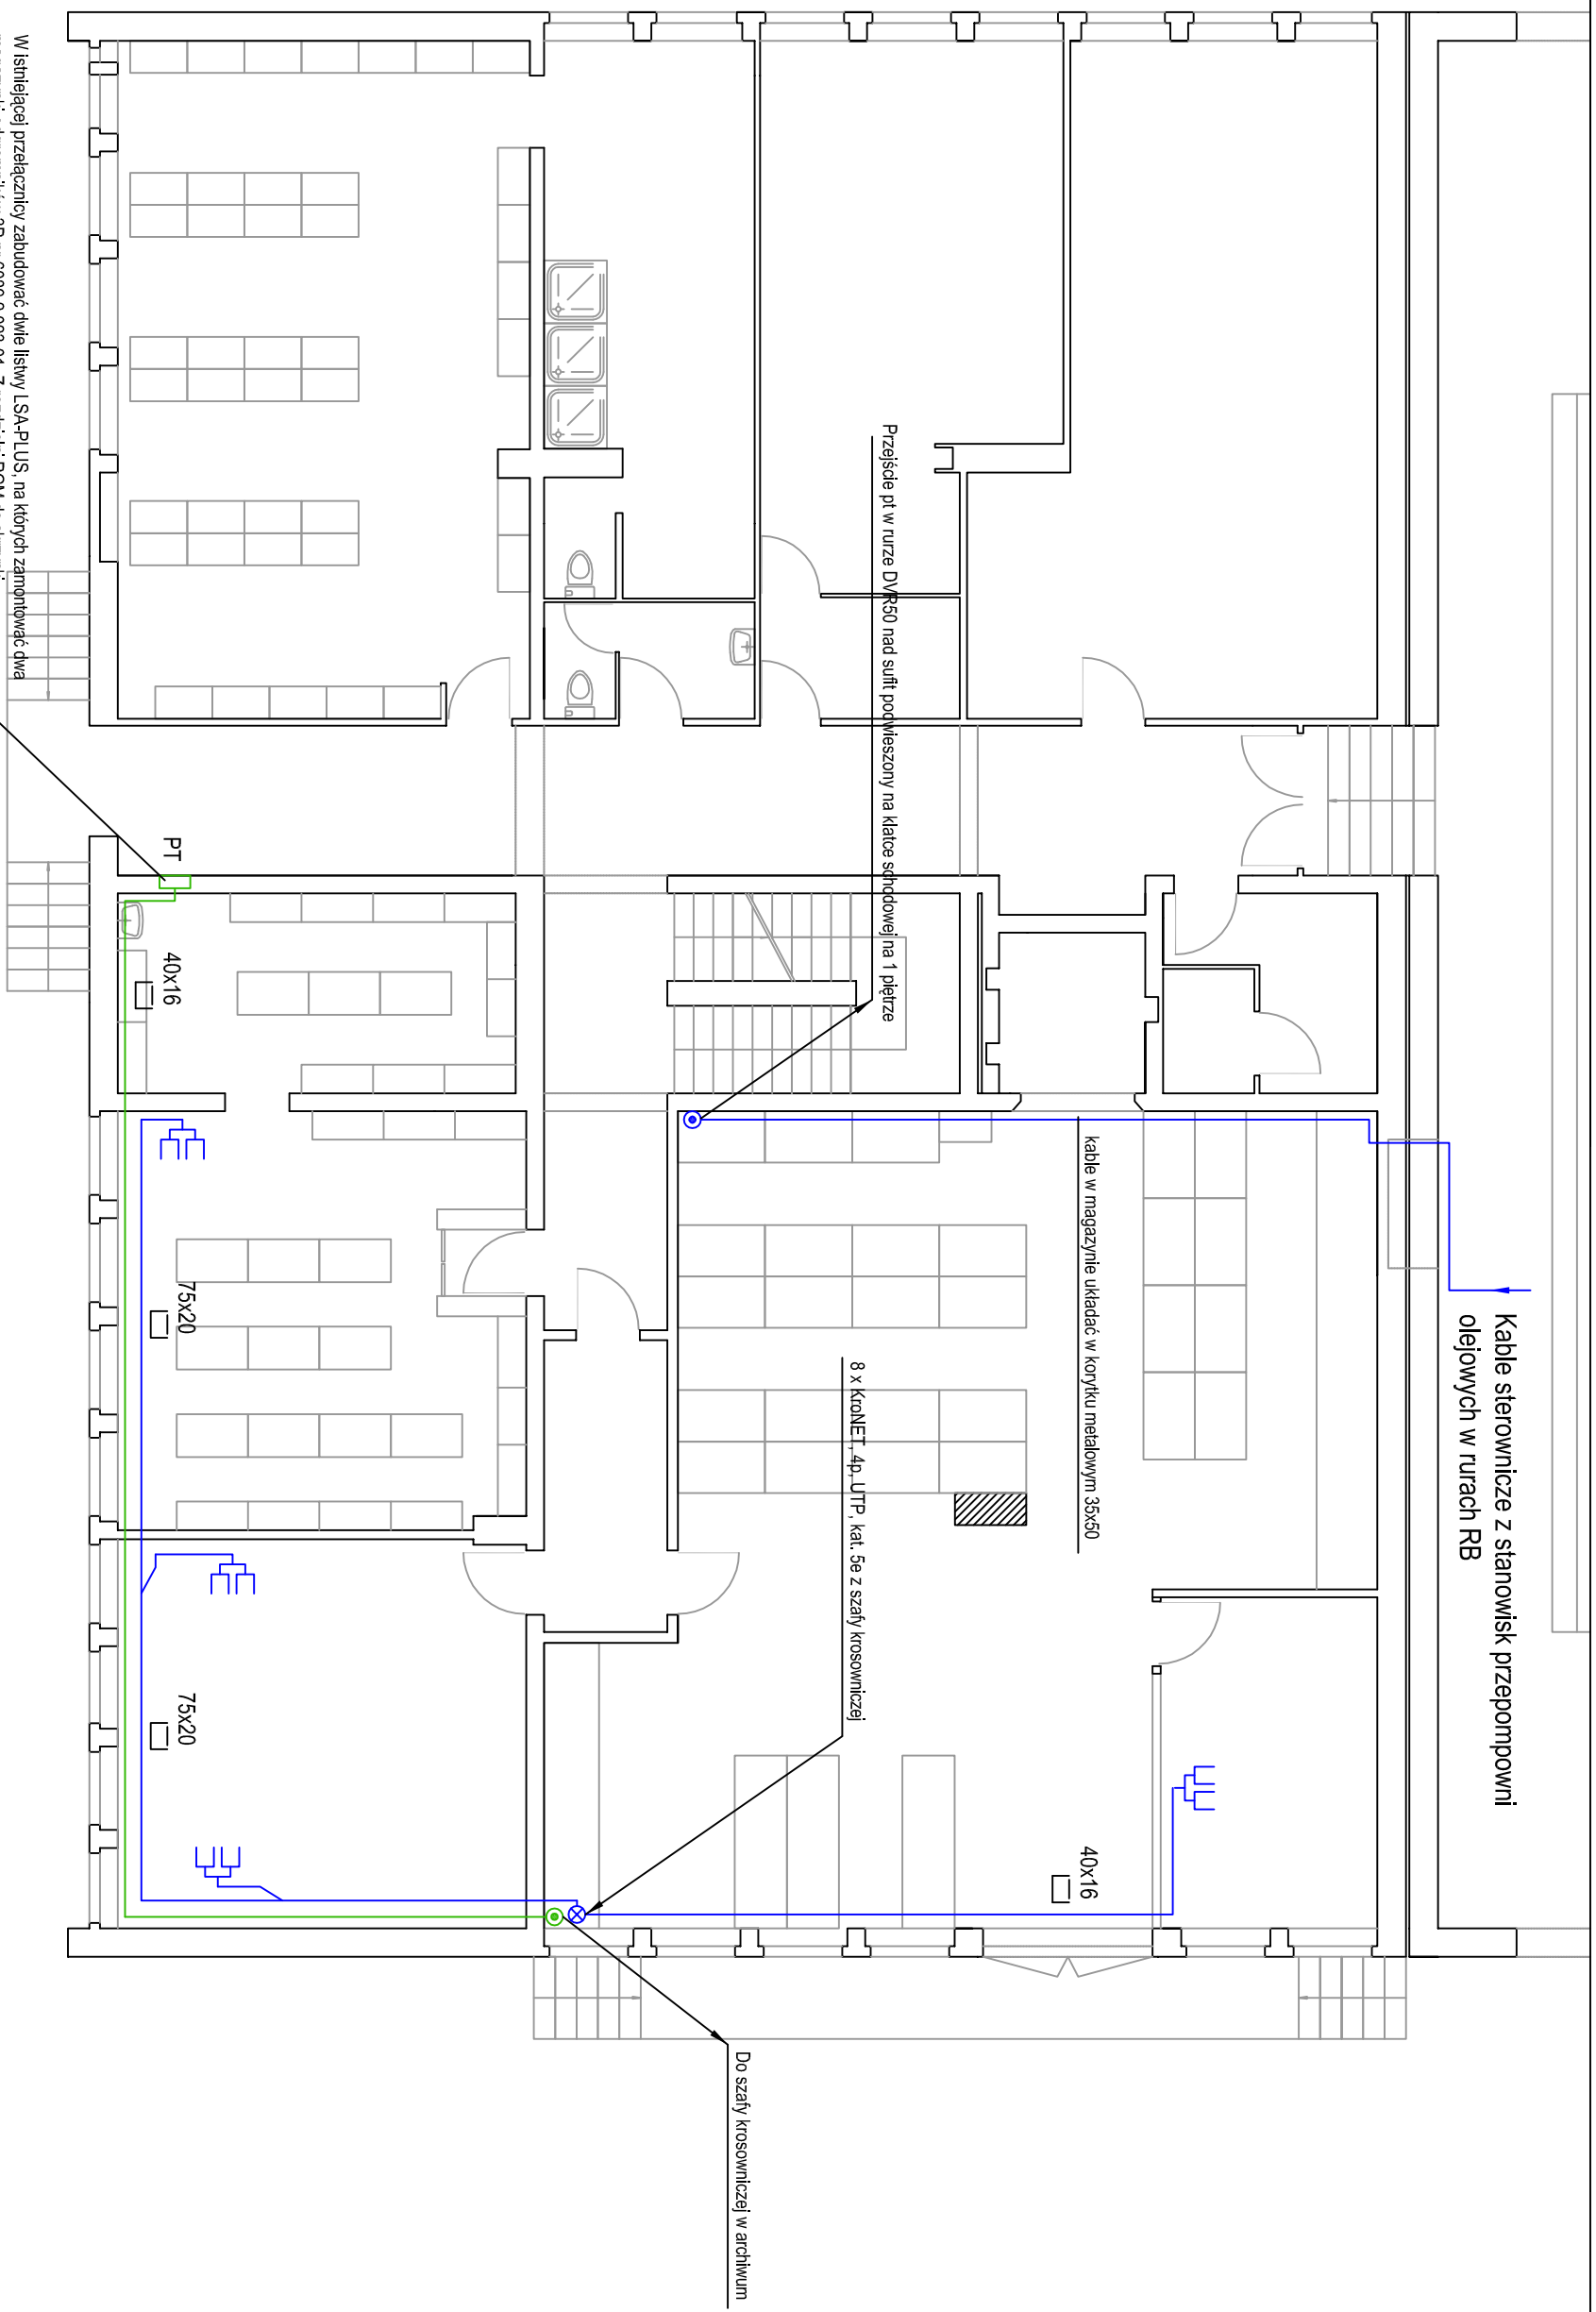 Kable sterownicze z stanowisk przepompowni
olejowych w rurach RB
kable w magazynie układać w korytku metalowym 35x50
Przejście pt w rurze DVR50 nad sufit podwieszony na klatce schodowej na 1 piętrze
8 x KroNET, 4p, UTP, kat. 5e z szafy krosowniczej
40x16
Do szafy krosowniczej w archiwum
PT
40x16
75x20
75x20
W istniejącej przełącznicy zabudować dwie listwy LSA-PLUS, na których zamontować dwa